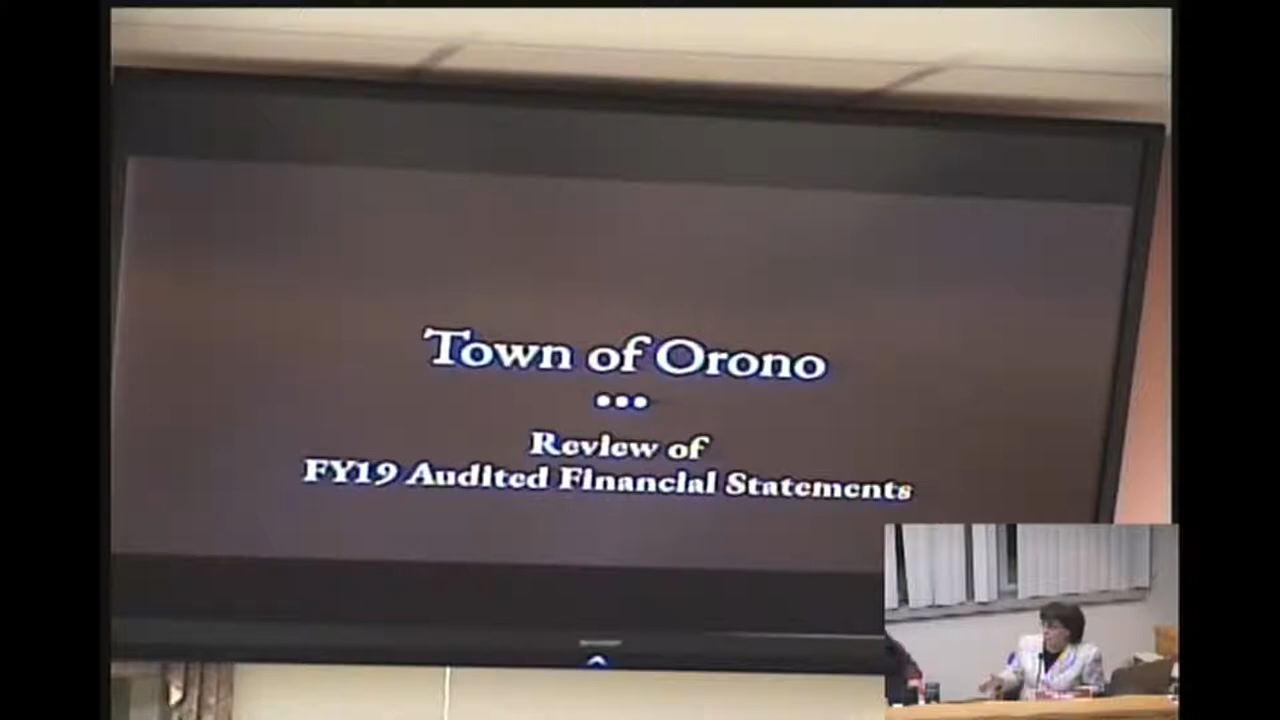 Town of Orono
•••
Review of
FY19 Audited Financial Statements